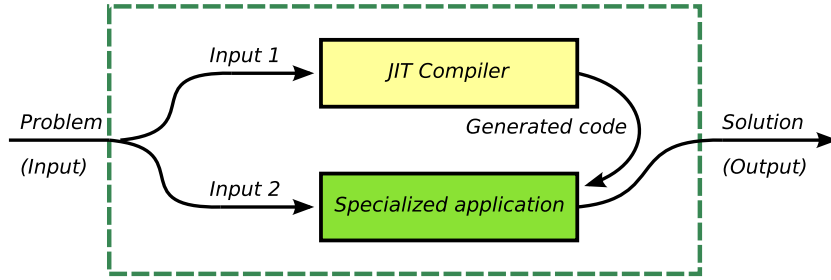 Input 1
JIT Compiler
Problem
Generated code
Solution
(Input)
(Output)
Input 2
Specialized application